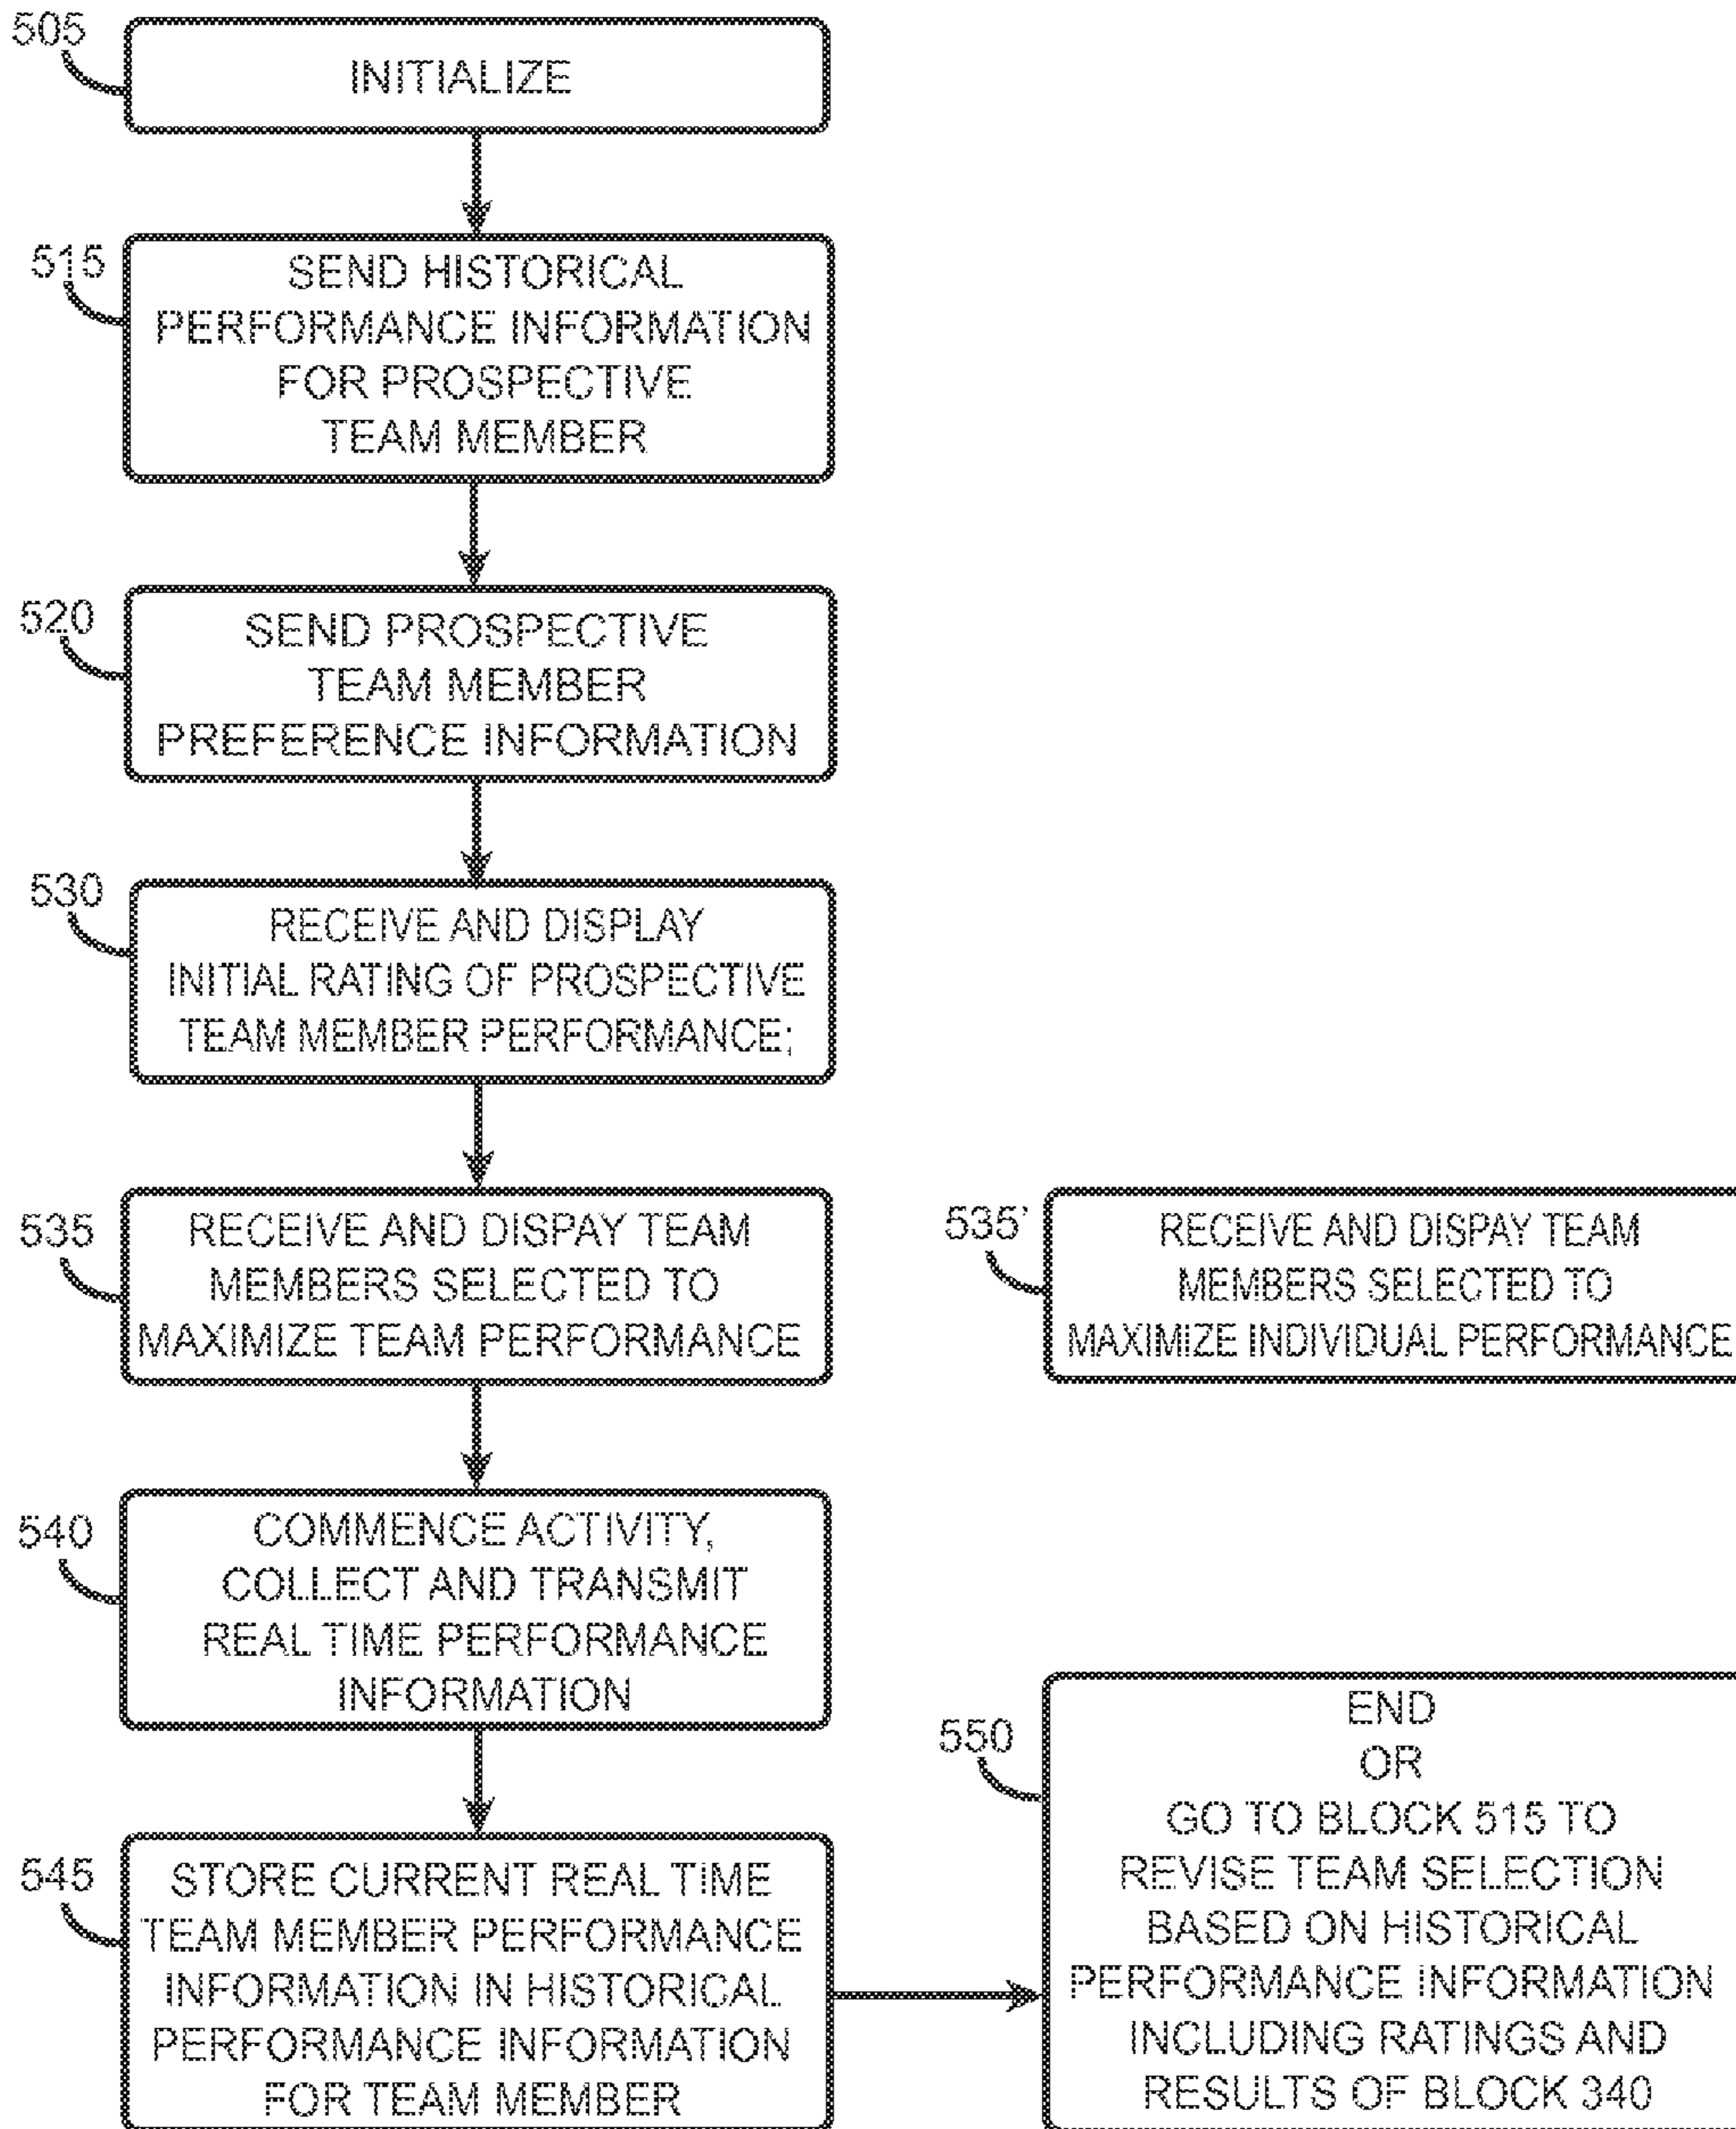 505
INITIALIZE
515
SEND HISTORICAL
PERFORMANCE INFORMATION
FOR PROSPECTIVE
TEAM MEMBER
520
SEND PROSPECTIVE
TEAM MEMBER
PREFERENCE INFORMATION
530
RECEIVE AND DISPLAY
INITIAL RATING OF PROSPECTIVE
TEAM MEMBER PERFORMANCE;
535
RECEIVE AND DISPAY TEAM
MEMBERS SELECTED TO
MAXIMIZE TEAM PERFORMANCE
535'
RECEIVE AND DISPAY TEAM
MEMBERS SELECTED TO
MAXIMIZE INDIVIDUAL PERFORMANCE
540
COMMENCE ACTIVITY,
COLLECT AND TRANSMIT
REAL TIME PERFORMANCE
INFORMATION
545
STORE CURRENT REAL TIME
TEAM MEMBER PERFORMANCE
INFORMATION IN HISTORICAL
PERFORMANCE INFORMATION
FOR TEAM MEMBER
550
END
OR
GO TO BLOCK 515 TO
REVISE TEAM SELECTION
BASED ON HISTORICAL
PERFORMANCE INFORMATION
INCLUDING RATINGS AND
RESULTS OF BLOCK 340